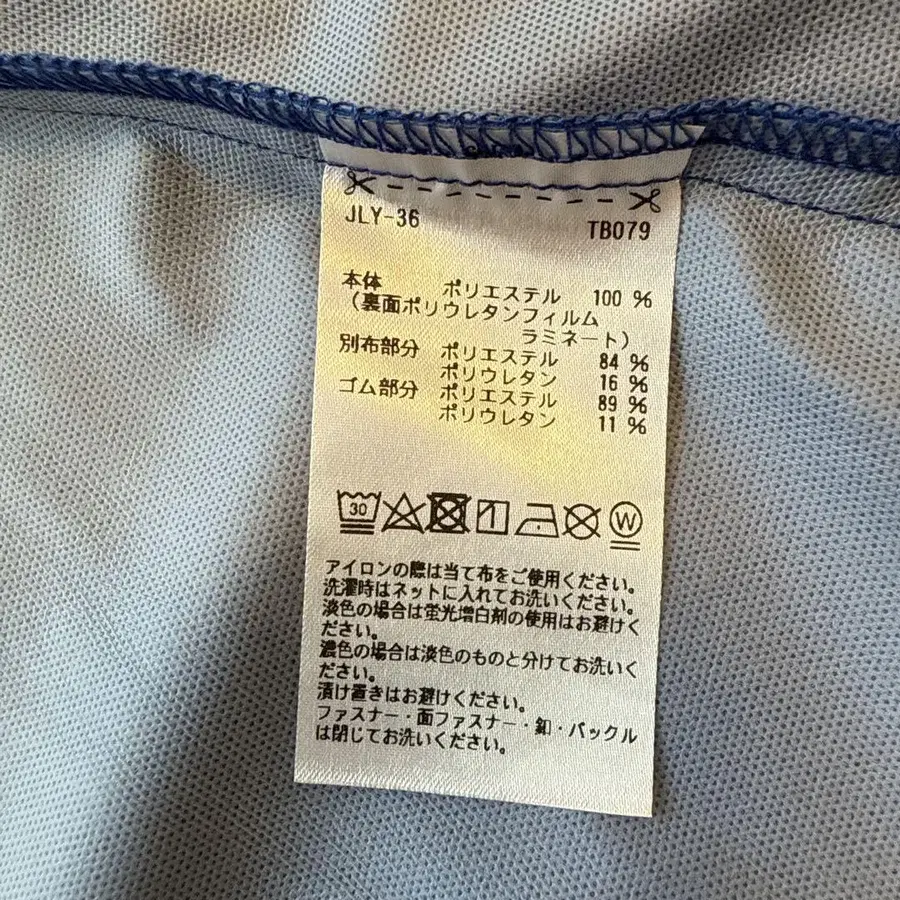 JLY-36 TB079
本体 ポリエステル 100 %
(裏面ポリウレタンフィルム
ラミネート)
別布部分 ポリエステル 84 %
ポリウレタン 16 %
ゴム部分 ポリエステル 89 %
ポリウレタン 11 %
30
W
アイロンの際は当て布をご使用ください。
洗濯時はネットに入れてお洗いください。
淡色の場合は蛍光増白剤の使用はお避けく
ださい。
濃色の場合は淡色のものと分けてお洗いく
ださい。
漬け置きはお避けください。
ファスナー・面ファスナー・釦・バックル
は閉じてお洗いください。